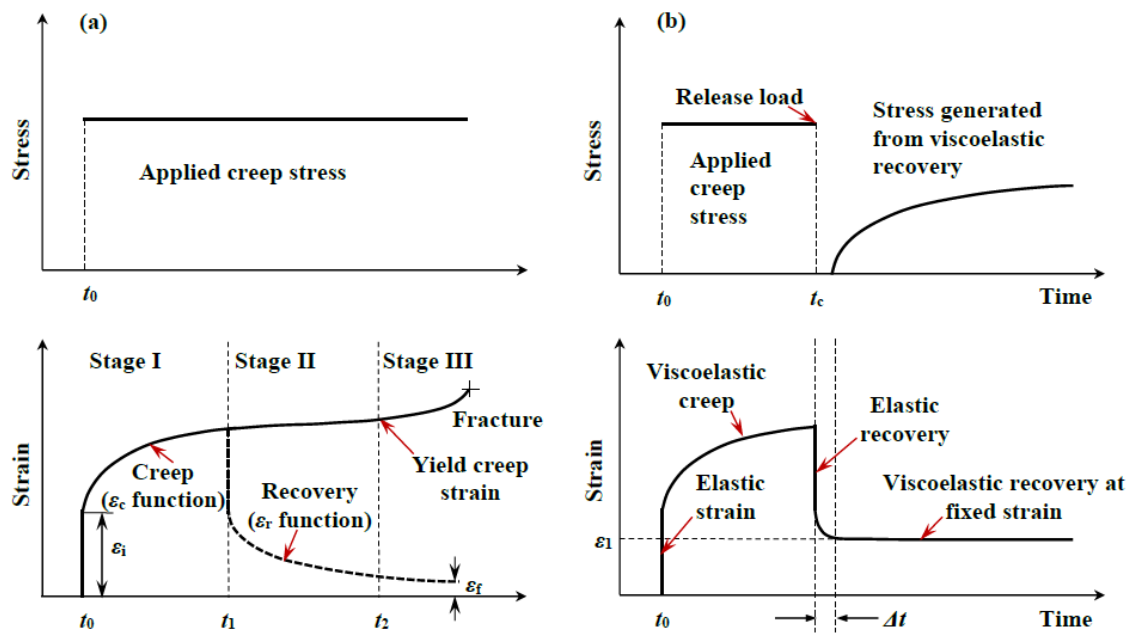 (a)
Stress
Applied creep stress
t0
(b)
Stress
Release load
Applied
creep
stress
Stress generated
from viscoelastic
recovery
t0
tc
Time
Strain
Stage I
Stage II
Stage III
Fracture
Creep
(εc function)
Recovery
(εr function)
Yield creep
strain
εi
εf
t0
t1
t2
Strain
Viscoelastic
creep
Elastic
recovery
Elastic
strain
Viscoelastic recovery at
fixed strain
ε1
t0
Δt
Time